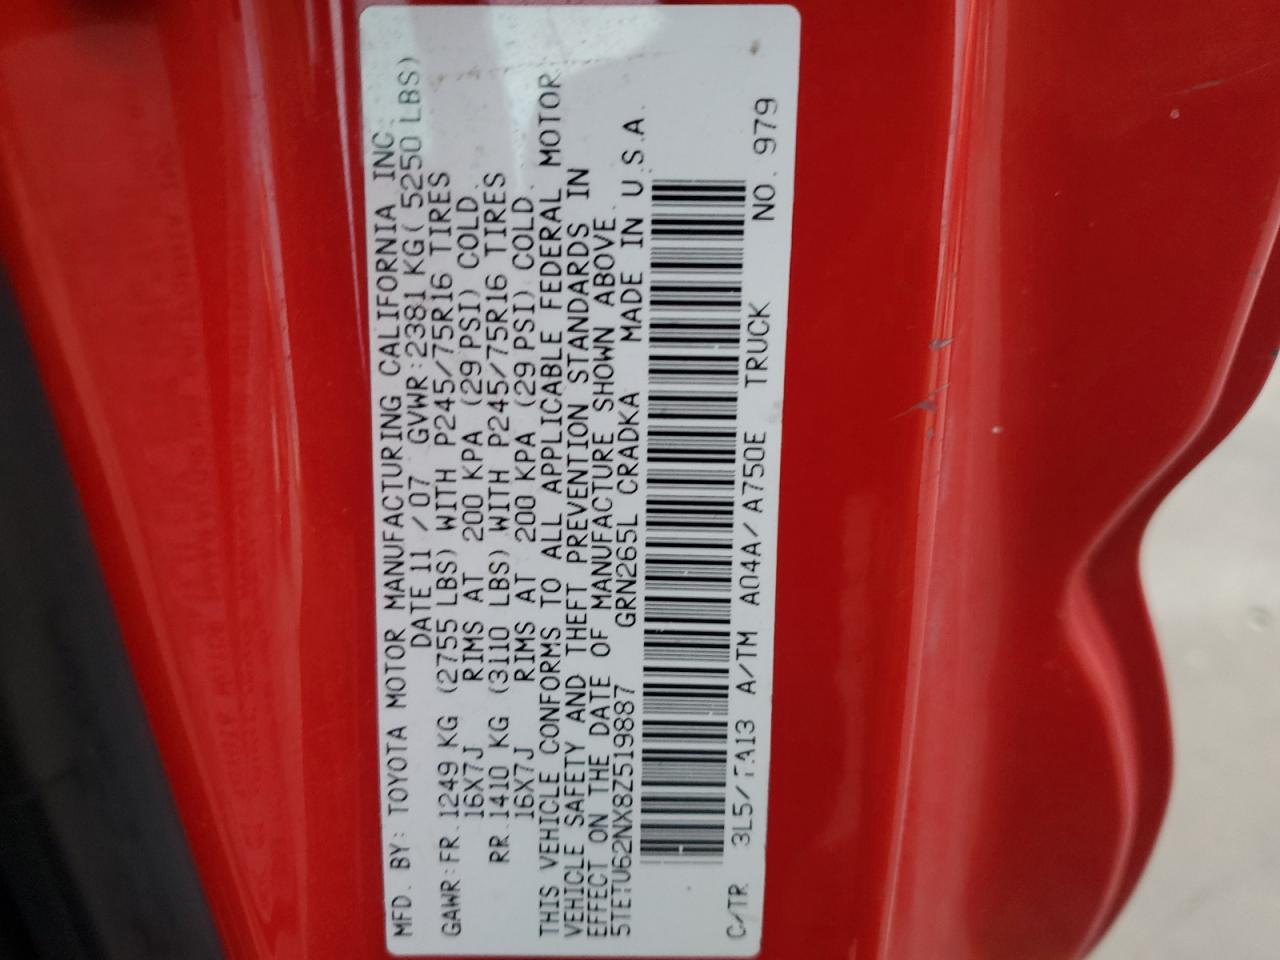 MFD. BY: TOYOTA MOTOR MANUFACTURING CALIFORNIA INC.
DATE 11 / 07 GVWR:2381 KG( 5250 LBS)
GAWR:FR.1249 KG (2755 LBS) WITH P245/75R16 TIRES
16X7J RIMS AT 200 KPA (29 PSI) COLD.
RR.1410 KG (3110 LBS) WITH P245/75R16 TIRES
16X7J RIMS AT 200 KPA (29 PSI) COLD.
THIS VEHICLE CONFORMS TO ALL APPLICABLE FEDERAL MOTOR
VEHICLE SAFETY AND THEFT PREVENTION STANDARDS IN
EFFECT ON THE DATE OF MANUFACTURE SHOWN ABOVE.
5TETU62NX8Z519887 GRN265L CRADKA MADE IN U.S.A.
C/TR 3L5/ A/TM A04A/A750E TRUCK NO. 979